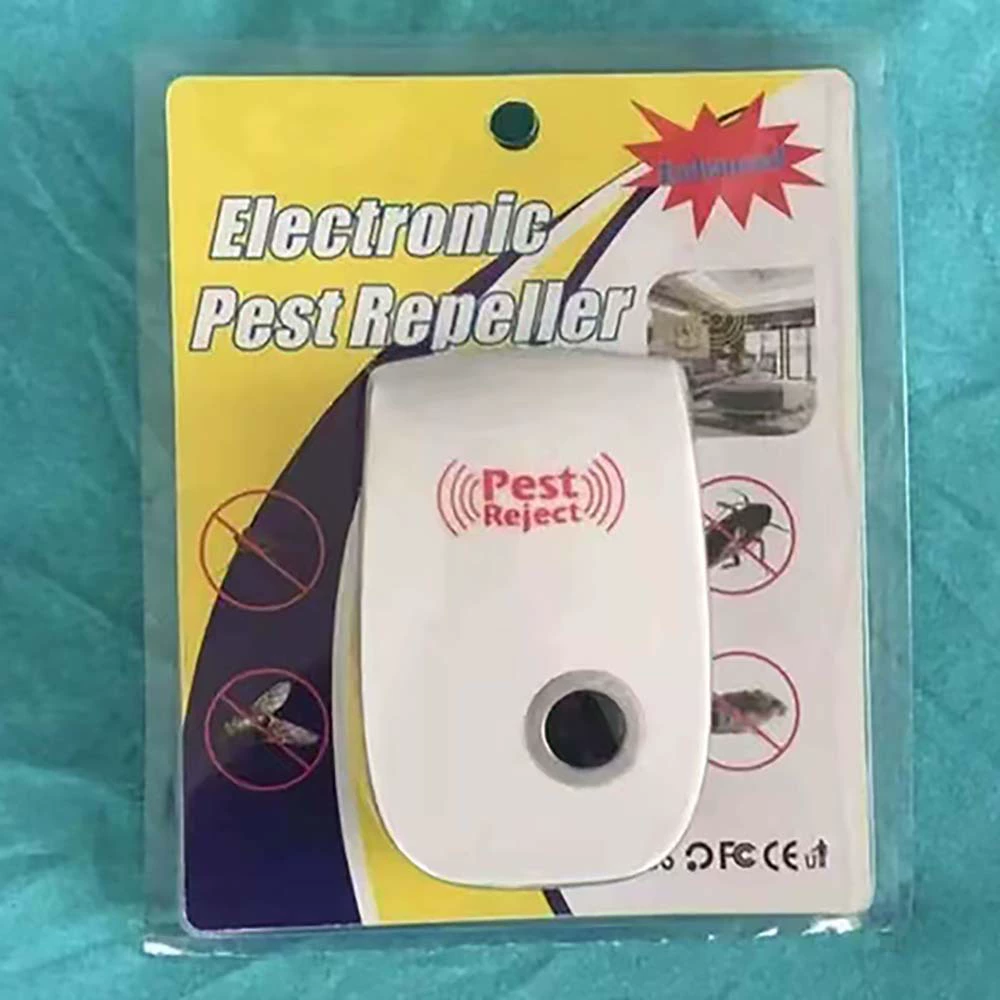 Electronic
Pest Repeller
Pest
Reject
FC CE